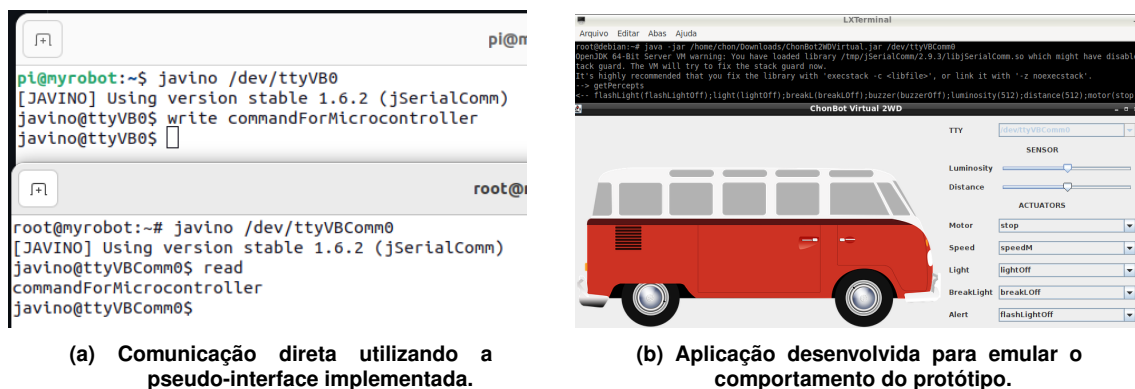 pi@m
pi@myrobot:~$ javino /dev/ttyVB0
[JAVINO] Using version stable 1.6.2 (jSerialComm)
javino@ttyVB0$ write commandForMicrocontroller
javino@ttyVB0$
root@
root@myrobot:~# javino /dev/ttyVBComm0
[JAVINO] Using version stable 1.6.2 (jSerialComm)
javino@ttyVBComm0$ read
commandForMicrocontroller
javino@ttyVBComm0$
(a) Comunicação direta utilizando a
pseudo-interface implementada.
LXTerminal
Arquivo Editar Abas Ajuda
root@debian:~# java -jar /home/chon/Downloads/ChonBot2WDVirtual.jar /dev/ttyVBComm0
OpenJDK 64-Bit Server VM warning: You have loaded library /tmp/jSerialComm/2.9.3/libjSerialComm.so which might have disable
tack guard. The VM will try to fix the stack guard now.
It's highly recommended that you fix the library with 'execstack -c <libfile>', or link it with '-z noexecstack'.
--> getPercepts
<-- flashLight(flashLightOff);light(lightOff);breakL(breakLOff);buzzer(buzzerOff);luminosity(512);distance(512);motor(stop
ChonBot Virtual 2WD
TTY /dev/ttyVBComm0
SENSOR
Luminosity
Distance
ACTUATORS
Motor stop
Speed speedM
Light lightOff
BreakLight breakLOff
Alert flashLightOff
(b) Aplicação desenvolvida para emular o
comportamento do protótipo.